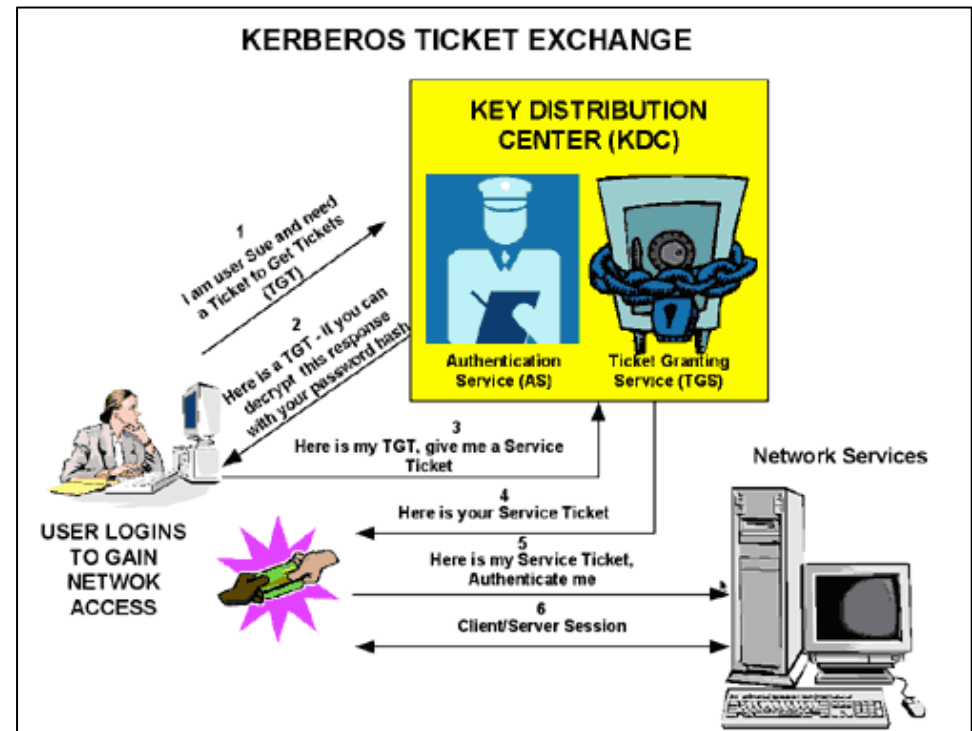 KERBEROS TICKET EXCHANGE
KEY DISTRIBUTION
CENTER (KDC)
Authentication
Service (AS)
Ticket Granting
Service (TGS)
1
I am user Sue and need
a Ticket to Get Tickets
(TGT)
2
Here is a TGT - if you can
decrypt this response
with your password hash
3
Here is my TGT, give me a Service
Ticket
4
Here is your Service Ticket
5
Here is my Service Ticket,
Authenticate me
6
Client/Server Session
USER LOGINS
TO GAIN
NETWOK
ACCESS
Network Services